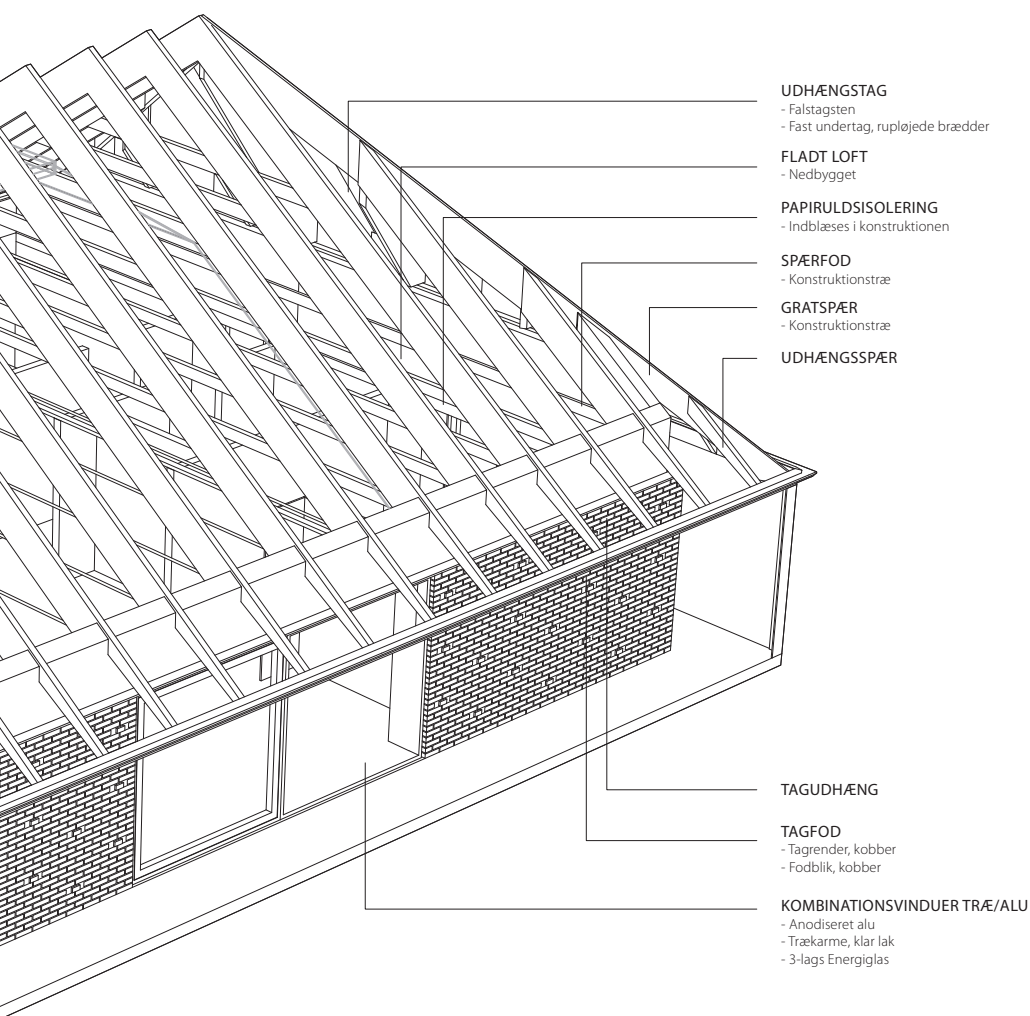 UDHÆNGSTAG
- Falstagsten
- Fast undertag, rupløjede brædder
FLADT LOFT
- Nedbygget
PAPIRULDSISOLERING
- Indblæses i konstruktionen
SPÆRFOD
- Konstruktionstræ
GRATSPÆR
- Konstruktionstræ
UDHÆNGSSPÆR
TAGUDHÆNG
TAGFOD
- Tagrender, kobber
- Fodblik, kobber
KOMBINATIONSVINDUER TRÆ/ALU
- Anodiseret alu
- Trækarme, klar lak
- 3-lags Energiglas